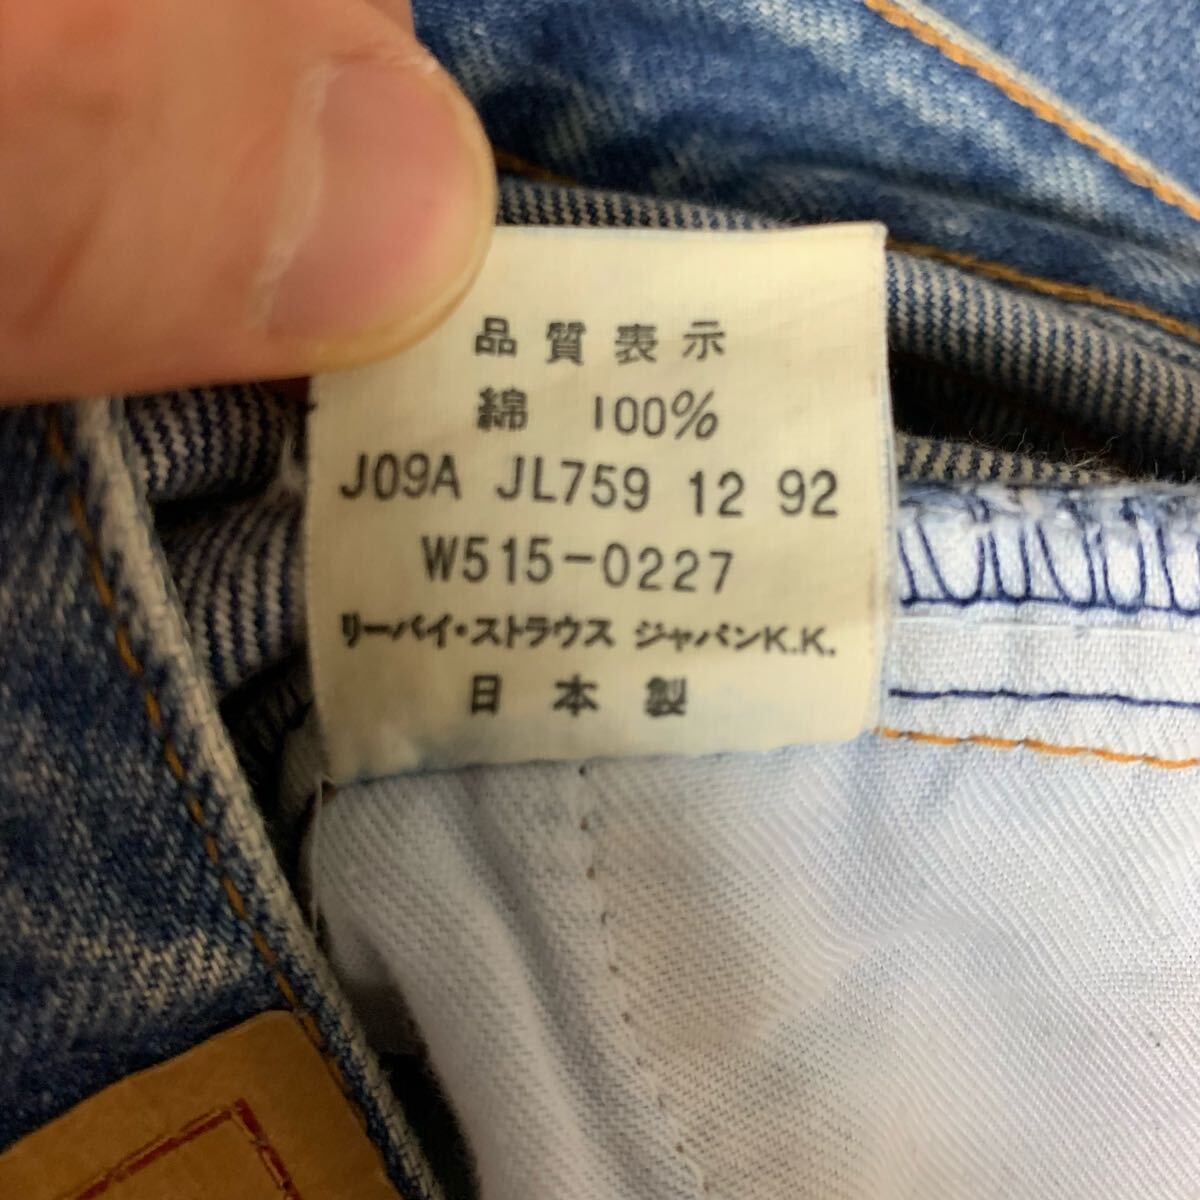 品質表示
綿 100%
J09A JL759 12 92
W515-0227
リーバイ・ストラウス ジャパンK.K.
日本製